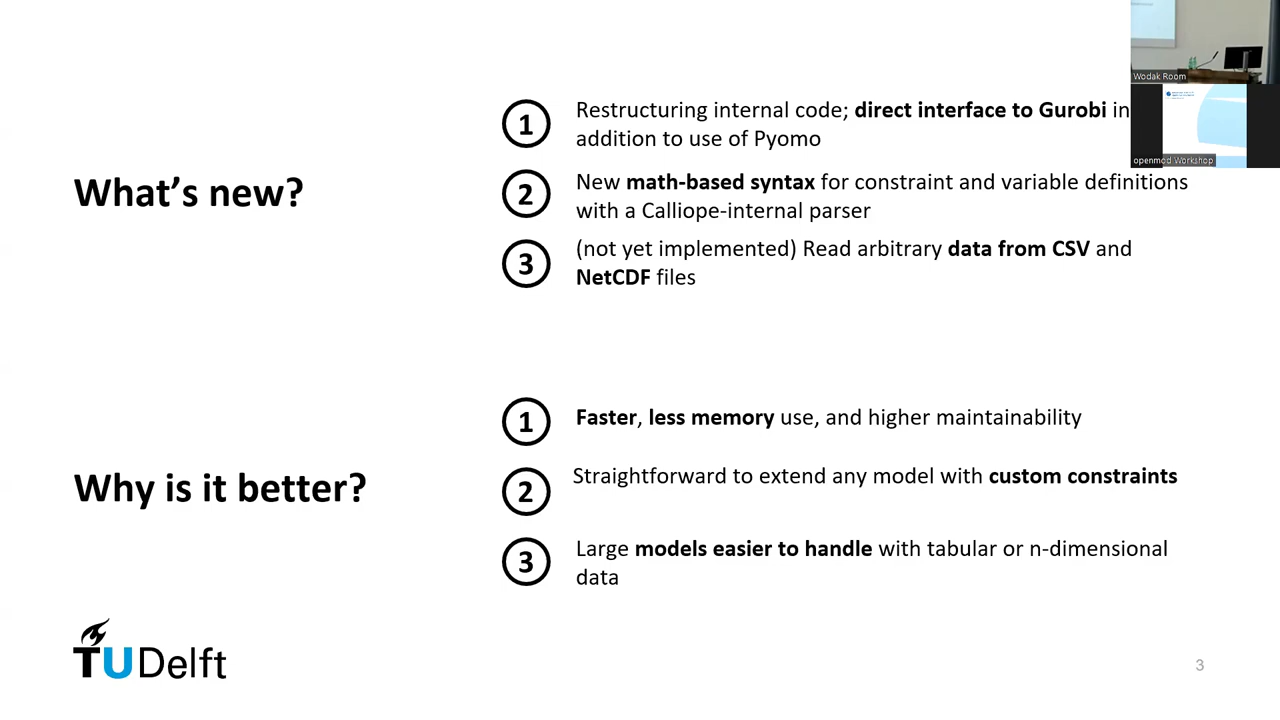 Wodak Room
openmod Workshop
What's new?
1
Restructuring internal code; direct interface to Gurobi in
addition to use of Pyomo
2
New math-based syntax for constraint and variable definitions
with a Calliope-internal parser
3
(not yet implemented) Read arbitrary data from CSV and
NetCDF files
Why is it better?
1
Faster, less memory use, and higher maintainability
2
Straightforward to extend any model with custom constraints
3
Large models easier to handle with tabular or n-dimensional
data
TU Delft
3